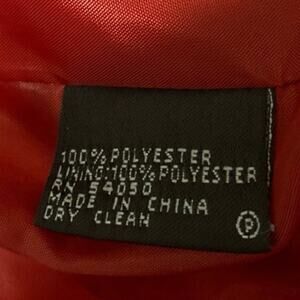 100% POLYESTER
LINING:100% POLYESTER
RN 54050
MADE IN CHINA
DRY CLEAN
P